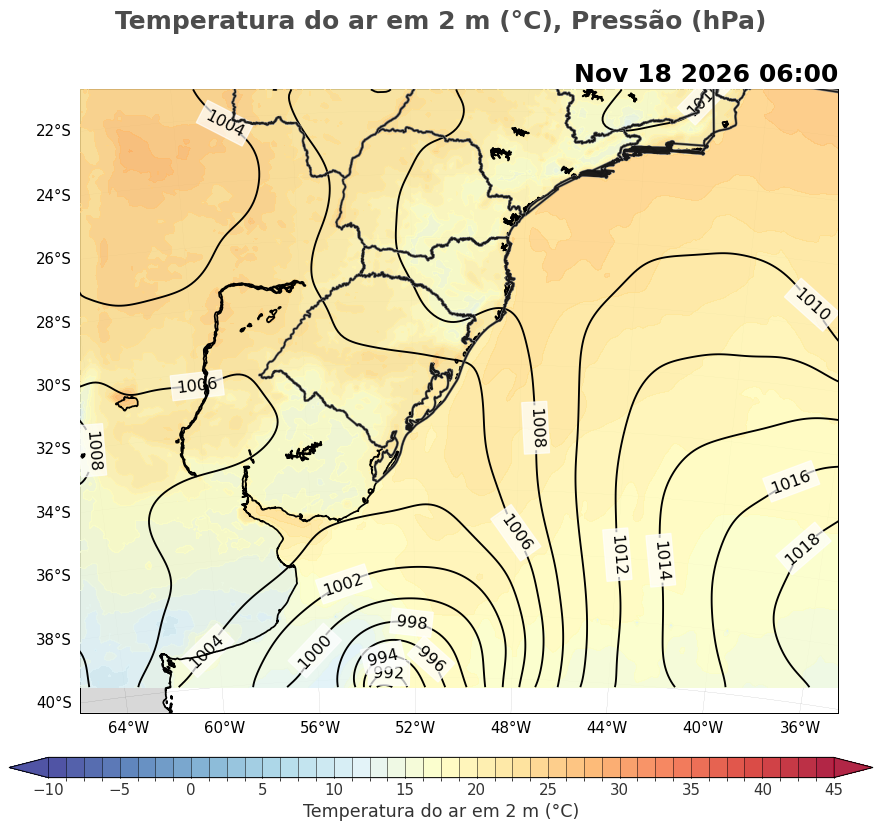 Temperatura do ar em 2 m (°C), Pressão (hPa)
Nov 18 2026 06:00
1004
22°S
24°S
26°S
28°S
1010
30°S
1006
1008
1008
32°S
1016
34°S
1006
1018
1012
1014
36°S
1002
998
38°S
1004
1000
994
996
992
40°S
64°W 60°W 56°W 52°W 48°W 44°W 40°W 36°W
−10 −5 0 5 10 15 20 25 30 35 40 45
Temperatura do ar em 2 m (°C)